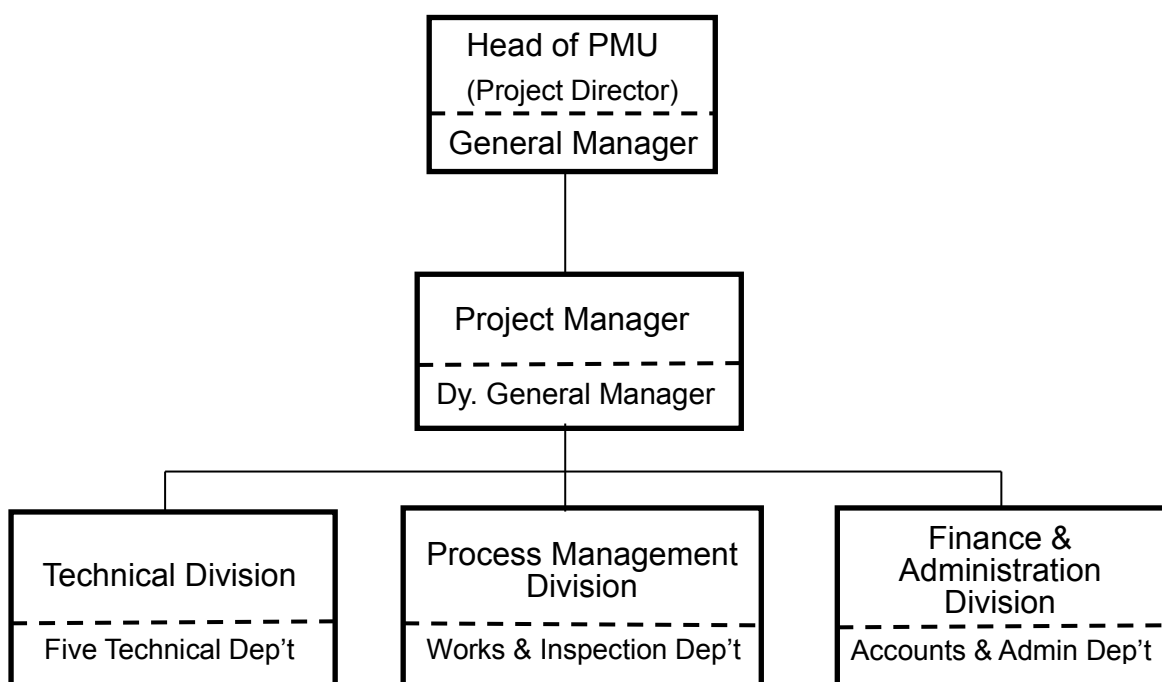 Head of PMU
(Project Director)
General Manager
Project Manager
Dy. General Manager
Technical Division
Five Technical Dep't
Process Management
Division
Works & Inspection Dep't
Finance &
Administration
Division
Accounts & Admin Dep't